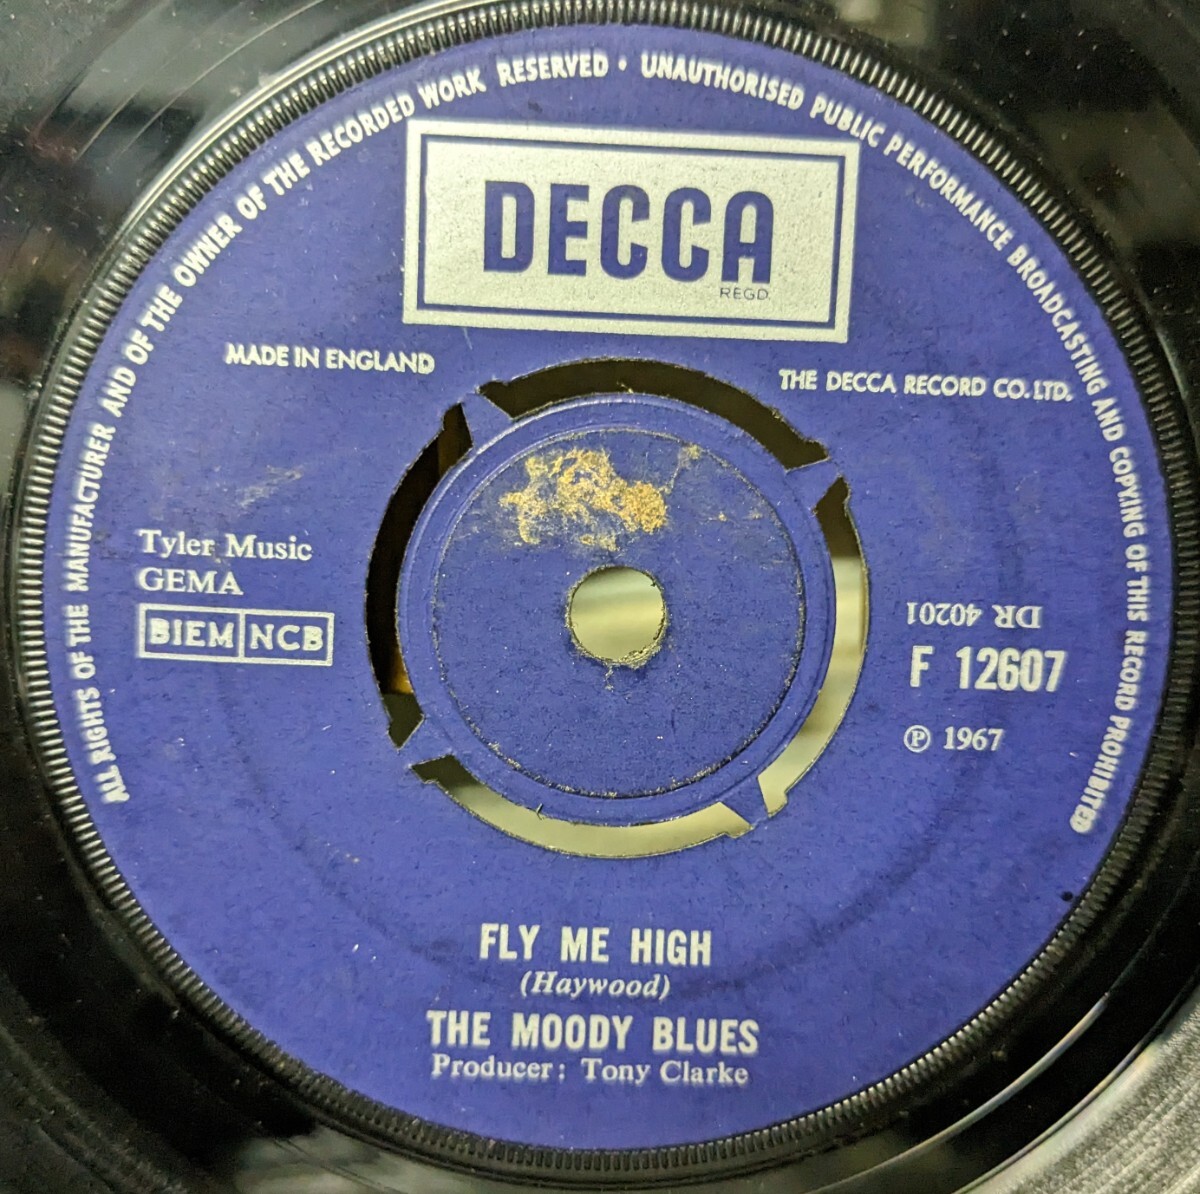 ALL RIGHTS OF THE MANUFACTURER AND OF THE OWNER OF THE RECORDED WORK RESERVED · UNAUTHORISED PUBLIC PERFORMANCE BROADCASTING AND COPYING OF THIS RECORD PROHIBITED
DECCA
REGD.
MADE IN ENGLAND
THE DECCA RECORD CO. LTD.
Tyler Music
GEMA
BIEM NCB
DR 40201
F 12607
℗ 1967
FLY ME HIGH
(Haywood)
THE MOODY BLUES
Producer: Tony Clarke